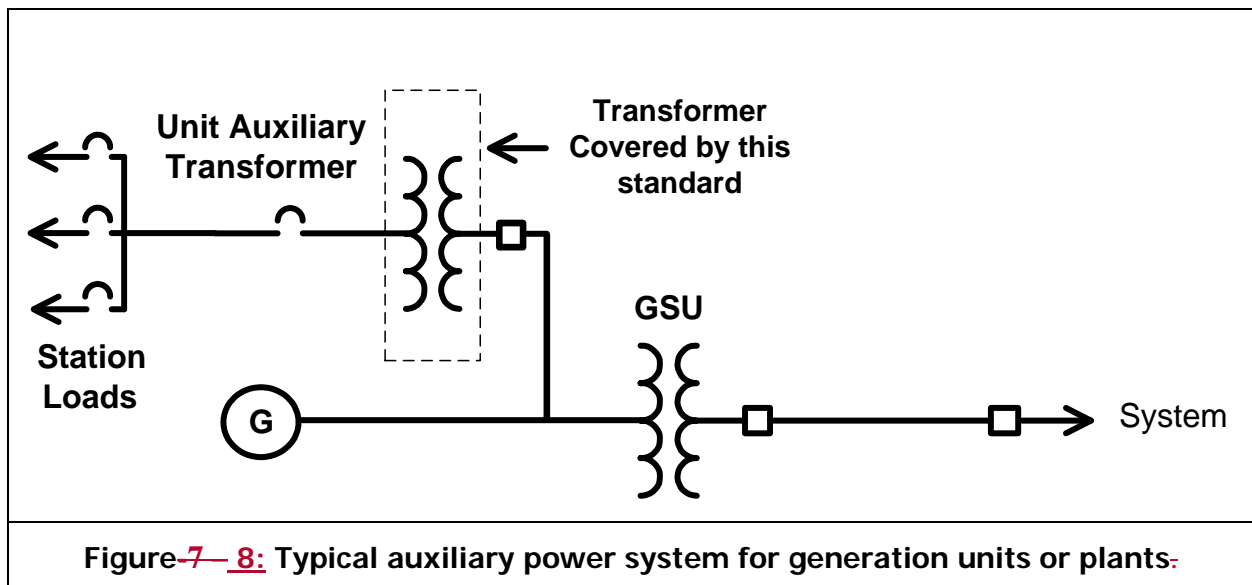 Unit Auxiliary
Transformer
Transformer
Covered by this
standard
GSU
Station
Loads
G
System
Figure-7 – 8: Typical auxiliary power system for generation units or plants.